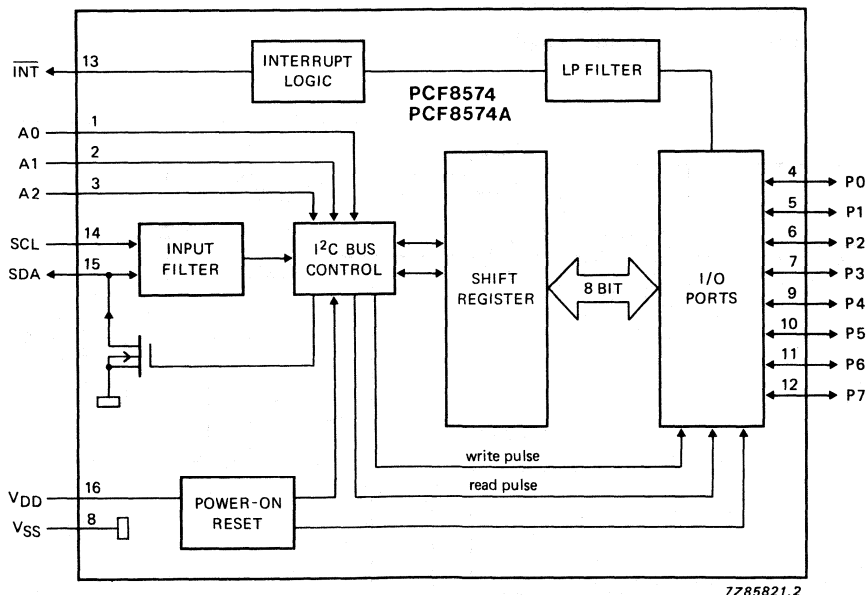 INT
13
INTERRUPT
LOGIC
LP FILTER
PCF8574
PCF8574A
A0
1
A1
2
A2
3
SCL
14
SDA
15
INPUT
FILTER
I²C BUS
CONTROL
SHIFT
REGISTER
8 BIT
I/O
PORTS
4
P0
5
P1
6
P2
7
P3
9
P4
10
P5
11
P6
12
P7
write pulse
read pulse
VDD
16
VSS
8
POWER-ON
RESET
7Z85821.2